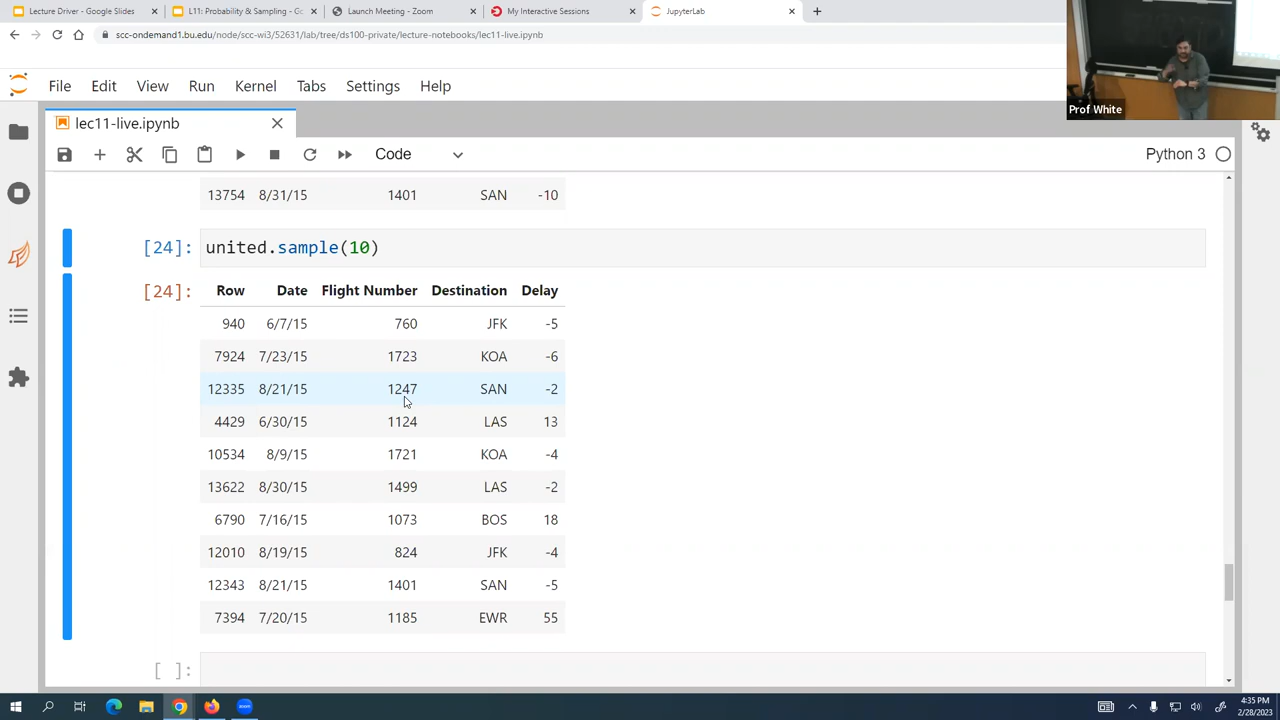 Lecture Driver - Google Slides
L11: Probability & Sampling - Go
Launch Meeting - Zoom
My Interactive Sessions
JupyterLab
scc-ondemand1.bu.edu/node/scc-wi3/52631/lab/tree/ds100-private/lecture-notebooks/lec11-live.ipynb
Prof White
File Edit View Run Kernel Tabs Settings Help
lec11-live.ipynb
Code
Python 3
13754 8/31/15 1401 SAN -10
[24]: united.sample(10)
[24]: Row Date Flight Number Destination Delay
940 6/7/15 760 JFK -5
7924 7/23/15 1723 KOA -6
12335 8/21/15 1247 SAN -2
4429 6/30/15 1124 LAS 13
10534 8/9/15 1721 KOA -4
13622 8/30/15 1499 LAS -2
6790 7/16/15 1073 BOS 18
12010 8/19/15 824 JFK -4
12343 8/21/15 1401 SAN -5
7394 7/20/15 1185 EWR 55
[ ]:
4:35 PM
2/28/2023